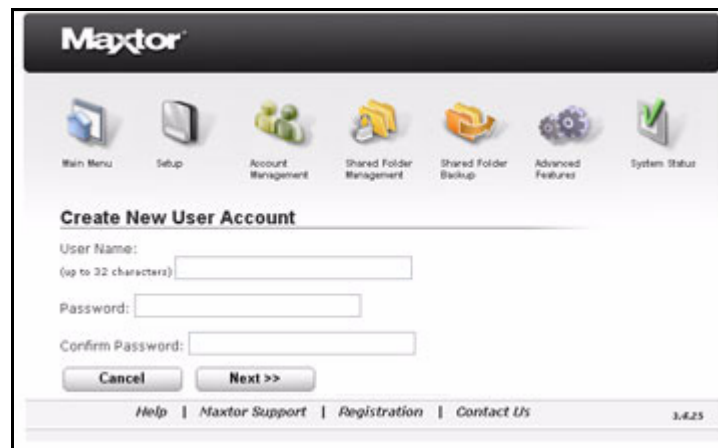 Maxtor
Main Menu
Setup
Account Management
Shared Folder Management
Shared Folder Backup
Advanced Features
System Status
Create New User Account
User Name:
(up to 32 characters)
Password:
Confirm Password:
Cancel Next >>
Help | Maxtor Support | Registration | Contact Us
3.4.25